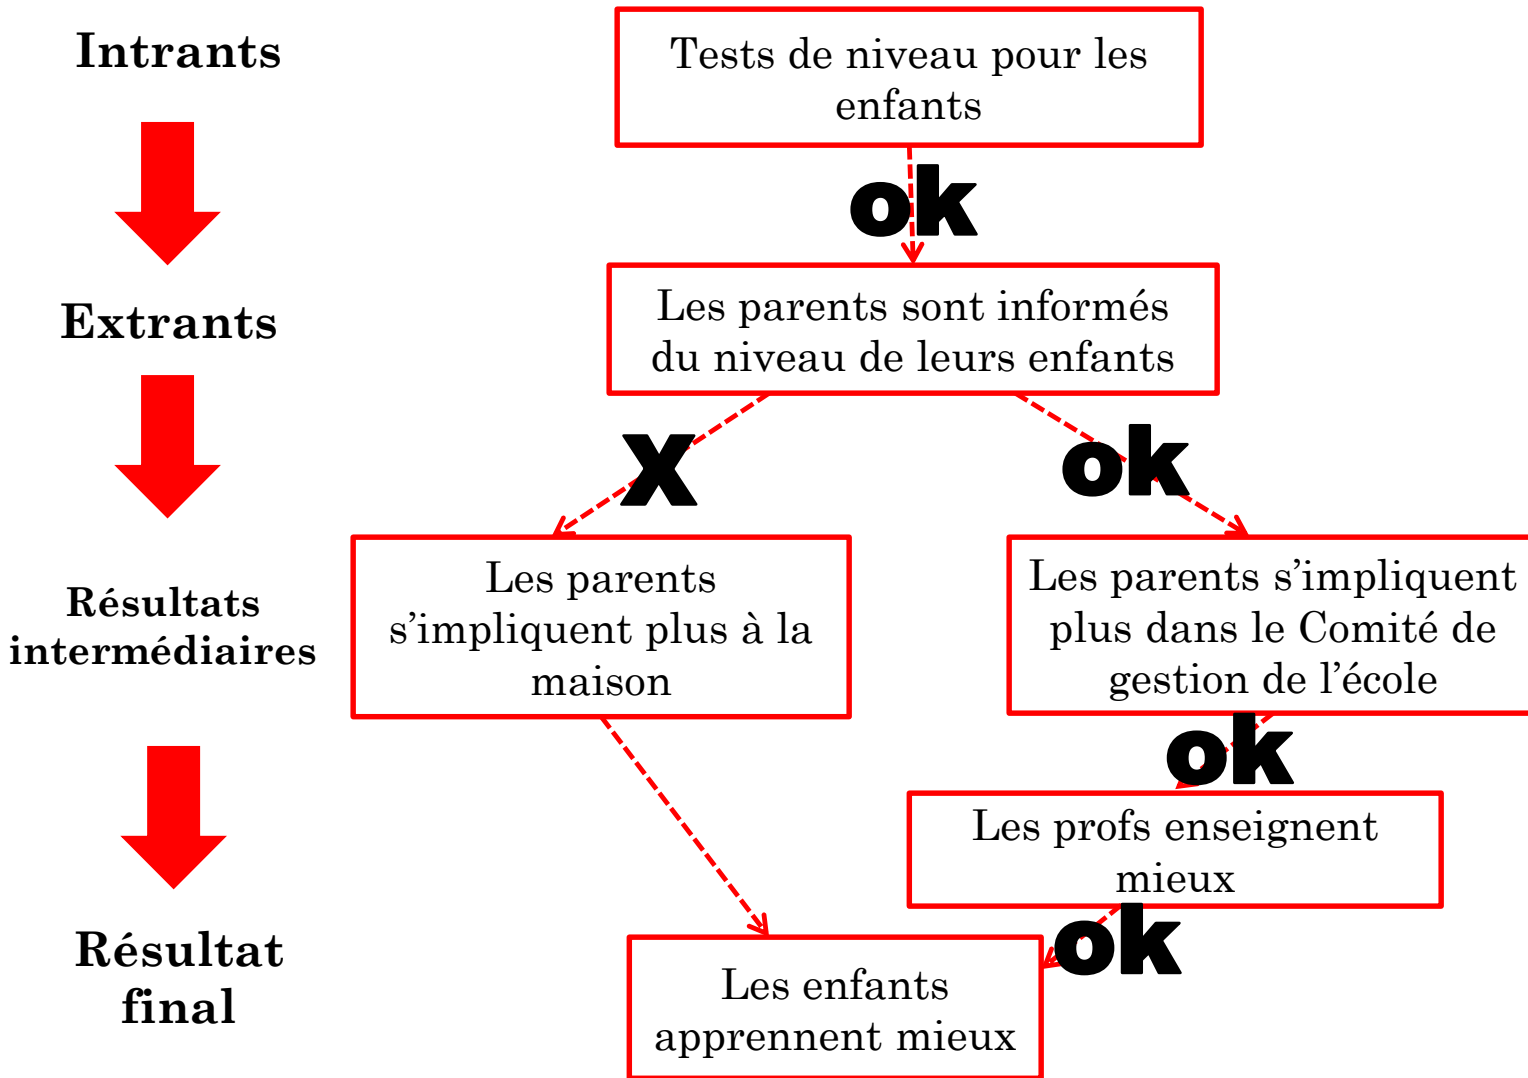 Intrants
Tests de niveau pour les
enfants
ok
Extrants
Les parents sont informés
du niveau de leurs enfants
X
ok
Résultats
intermédiaires
Les parents
s'impliquent plus à la
maison
Les parents s'impliquent
plus dans le Comité de
gestion de l’école
ok
Les profs enseignent
mieux
ok
Résultat
final
Les enfants
apprennent mieux